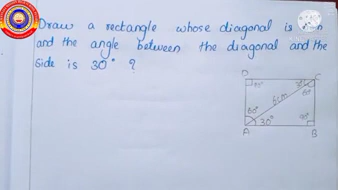 Draw a rectangle whose diagonal is
and the angle between the diagonal and the
side is 30° ?
D
C
30°
60°
6cm
60°
30°
90°
A
B